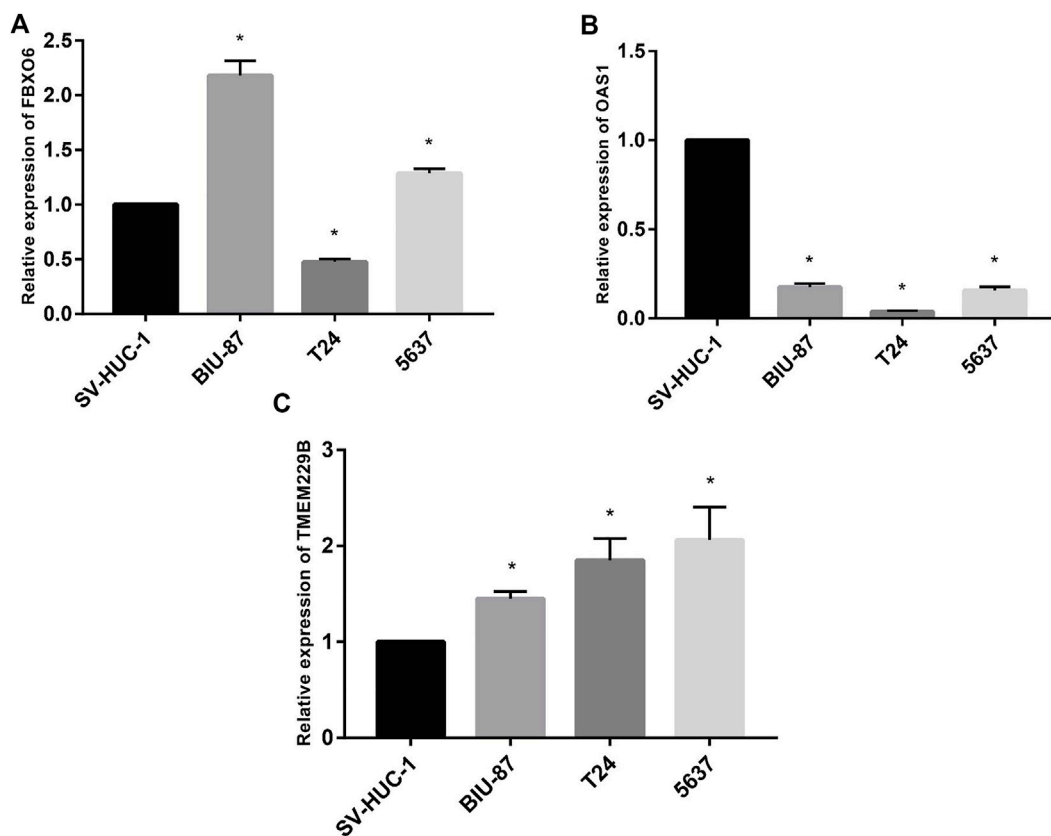 A
Relative expression of FBXO6
2.5
2.0
1.5
1.0
0.5
0.0
*
*
*
SV-HUC-1
BIU-87
T24
5637
B
Relative expression of OAS1
1.5
1.0
0.5
0.0
*
*
*
SV-HUC-1
BIU-87
T24
5637
C
Relative expression of TMEM229B
3
2
1
0
*
*
*
SV-HUC-1
BIU-87
T24
5637